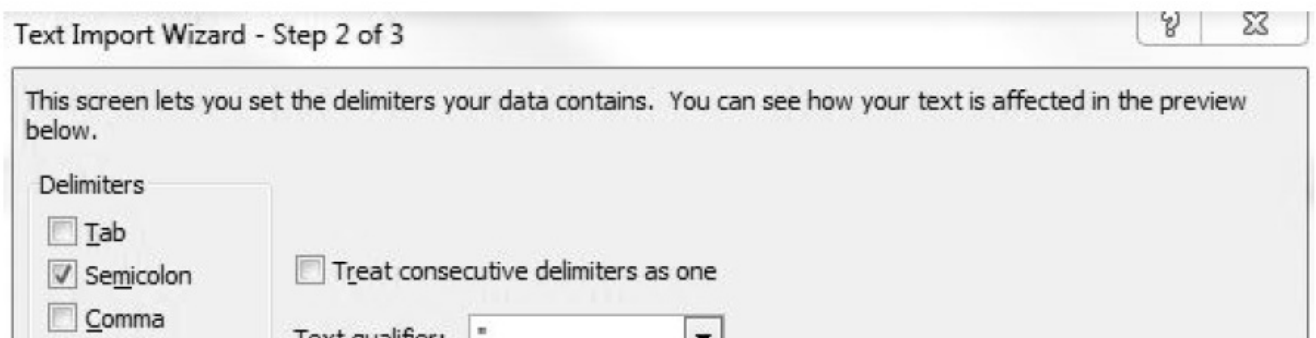 Text Import Wizard - Step 2 of 3
This screen lets you set the delimiters your data contains. You can see how your text is affected in the preview
below.
Delimiters
Tab
Semicolon
Treat consecutive delimiters as one
Comma
Text qualifier: "